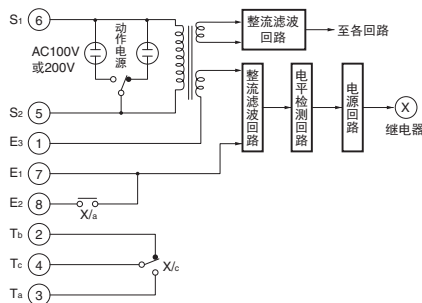 S1 6
动作电源
AC100V
或200V
整流滤波
回路
至各回路
S2 5
E3 1
E1 7
E2 8
X/a
整流滤波回路
电平检测回路
电源回路
X
继电器
Tb 2
Tc 4
X/c
Ta 3